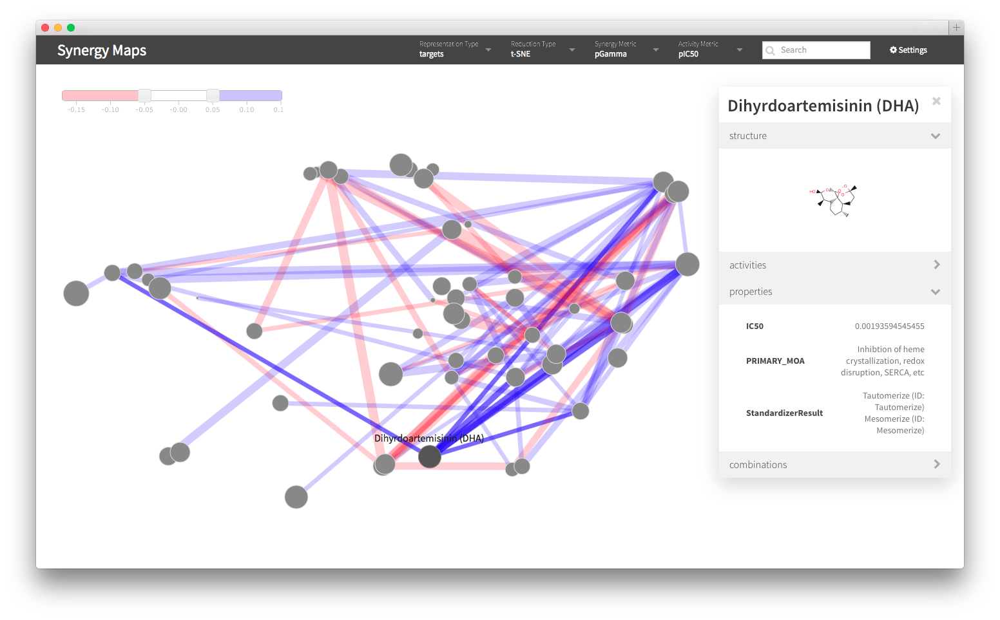 Synergy Maps
Representation Type
targets
Reduction Type
t-SNE
Synergy Metric
pGamma
Activity Metric
pIC50
Search
Settings
-0.15 -0.10 -0.05 -0.00 0.05 0.10 0.1
Dihyrdoartemisinin (DHA)
Dihyrdoartemisinin (DHA)
structure
HO
O
O
O
O
O
activities
properties
IC50 0.00193594545455
PRIMARY_MOA
Inhibtion of heme
crystallization, redox
disruption, SERCA, etc
StandardizerResult
Tautomerize (ID:
Tautomerize)
Mesomerize (ID:
Mesomerize)
combinations